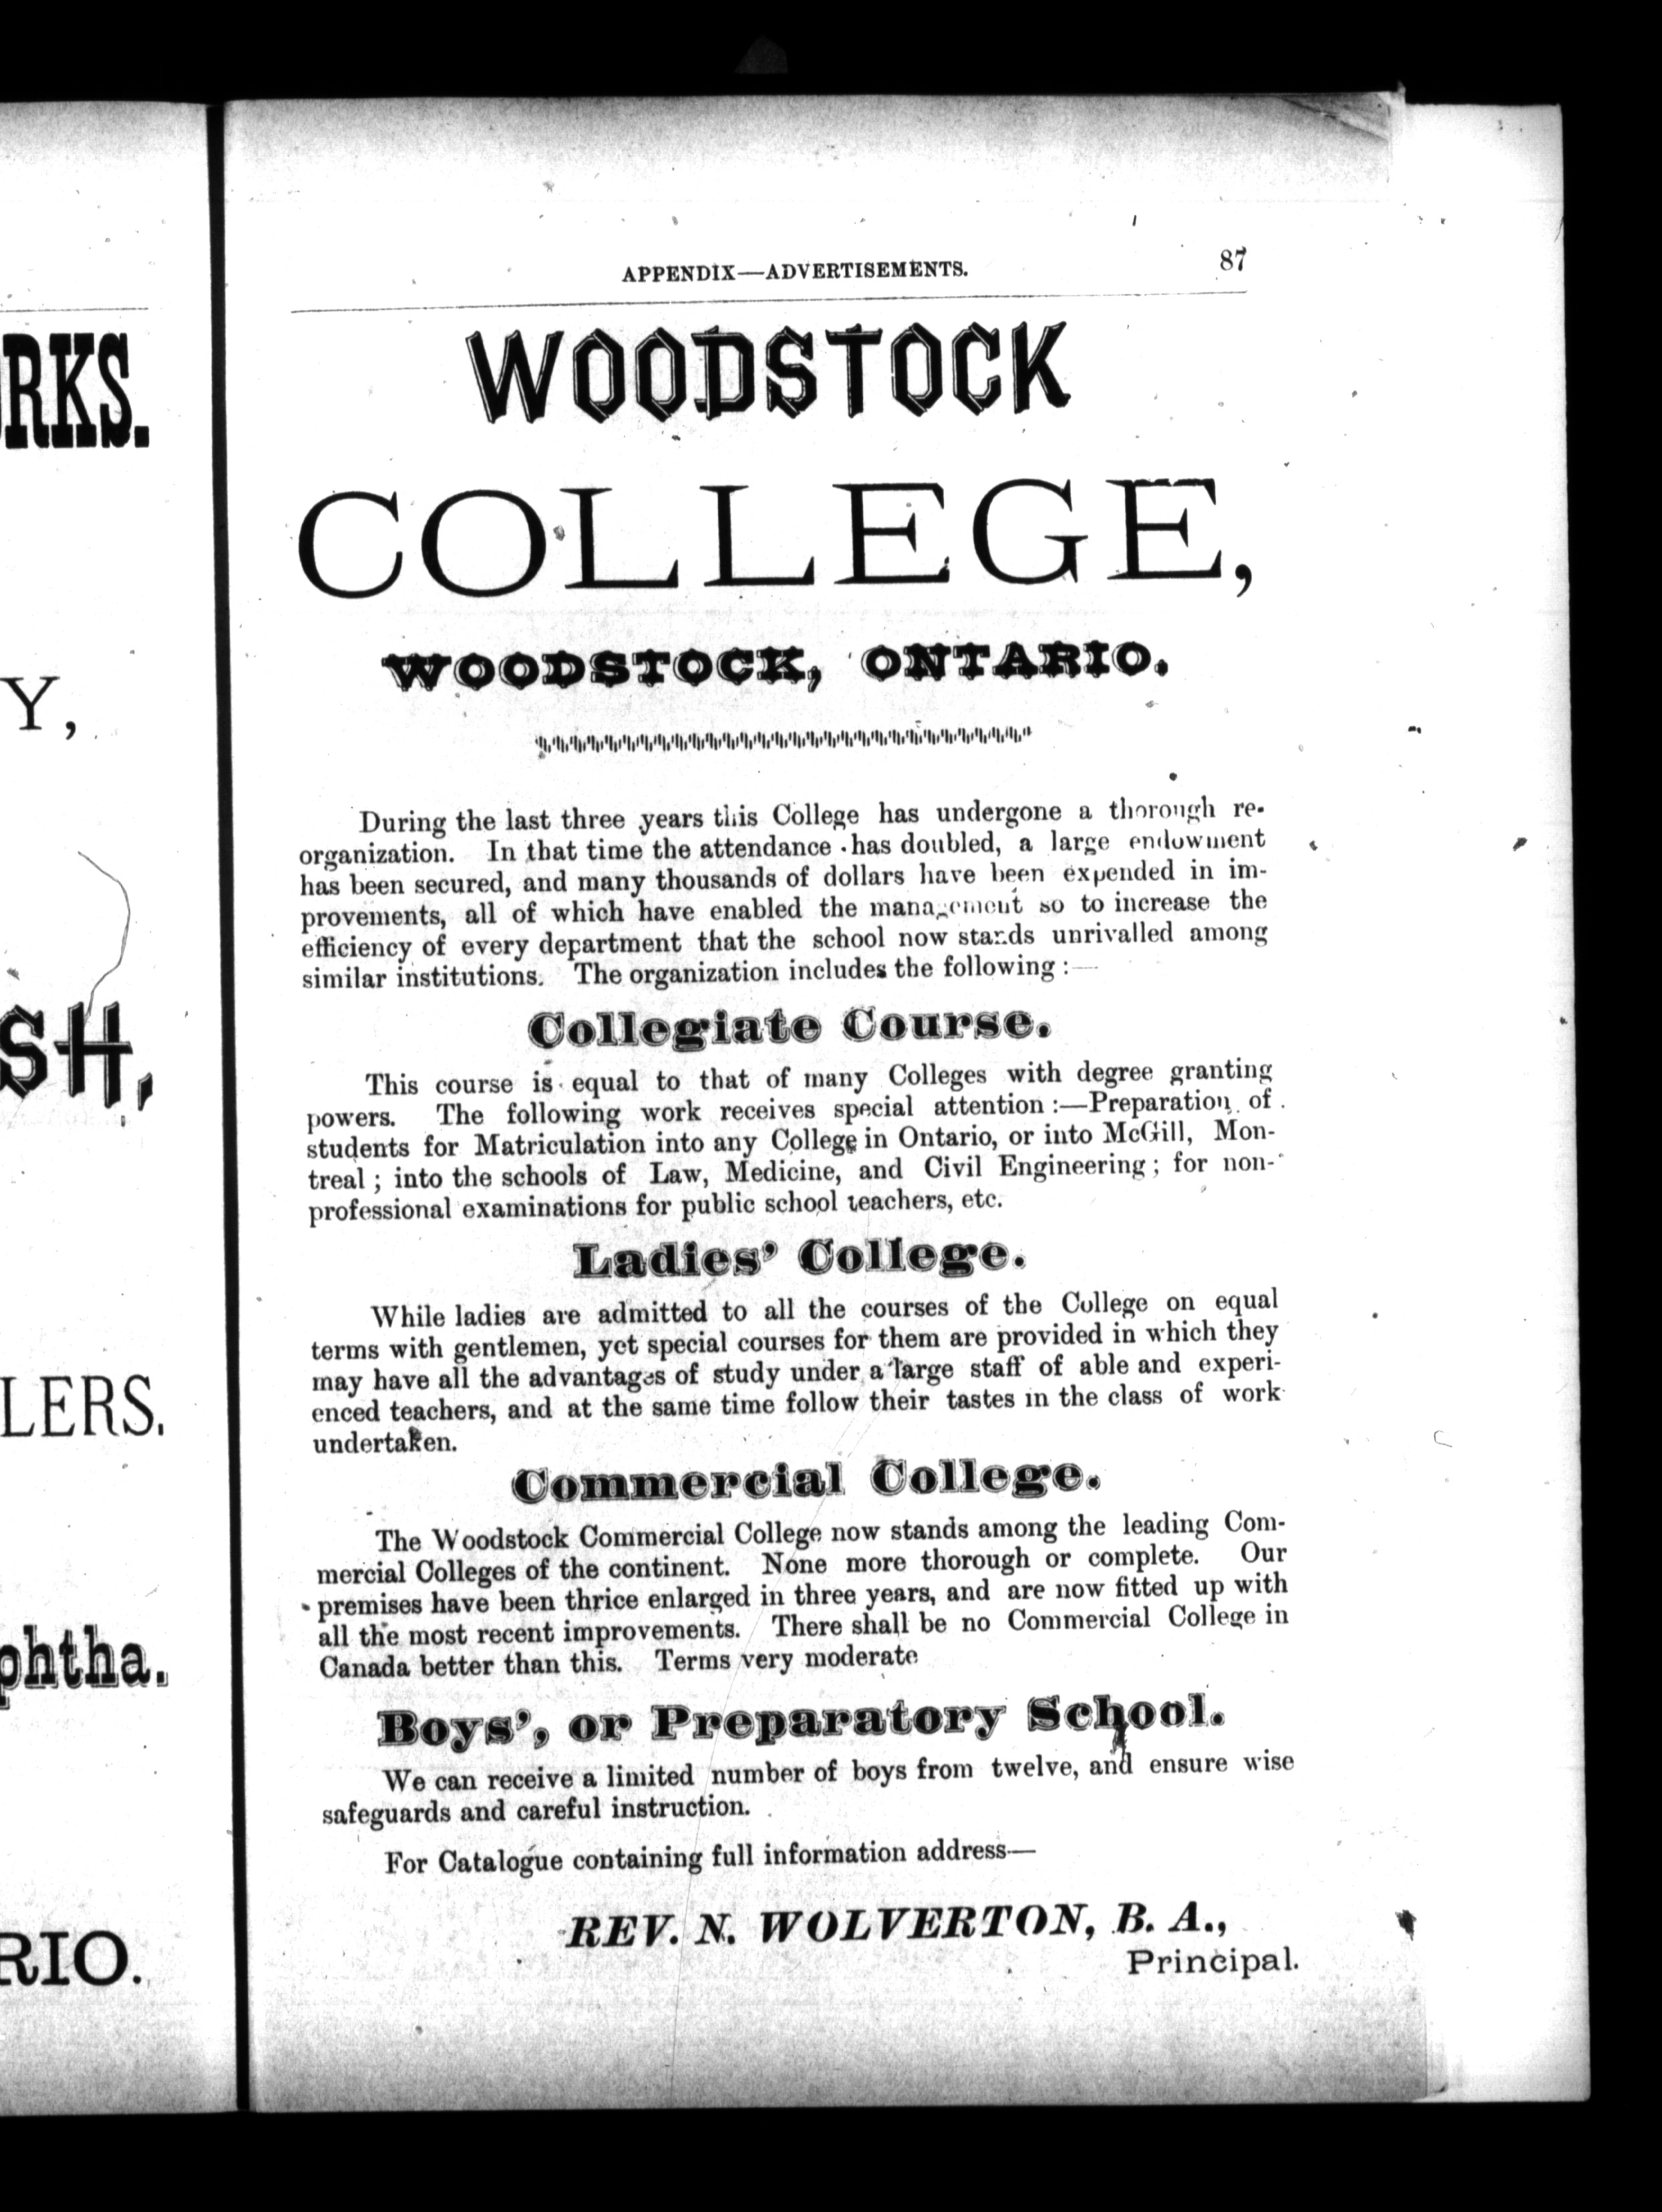 RKS.
Y,
SH,
LERS.
phtha.
RIO.
APPENDIX—ADVERTISEMENTS. 87
WOODSTOCK
COLLEGE,
WOODSTOCK, ONTARIO.
During the last three years this College has undergone a thorough re-
organization. In that time the attendance has doubled, a large endowment
has been secured, and many thousands of dollars have been expended in im-
provements, all of which have enabled the management so to increase the
efficiency of every department that the school now stands unrivalled among
similar institutions. The organization includes the following :—
Collegiate Course.
This course is equal to that of many Colleges with degree granting
powers. The following work receives special attention :—Preparation of
students for Matriculation into any College in Ontario, or into McGill, Mon-
treal ; into the schools of Law, Medicine, and Civil Engineering ; for non-
professional examinations for public school teachers, etc.
Ladies' College.
While ladies are admitted to all the courses of the College on equal
terms with gentlemen, yet special courses for them are provided in which they
may have all the advantages of study under a large staff of able and experi-
enced teachers, and at the same time follow their tastes in the class of work
undertaken.
Commercial College.
The Woodstock Commercial College now stands among the leading Com-
mercial Colleges of the continent. None more thorough or complete. Our
premises have been thrice enlarged in three years, and are now fitted up with
all the most recent improvements. There shall be no Commercial College in
Canada better than this. Terms very moderate
Boys', or Preparatory School.
We can receive a limited number of boys from twelve, and ensure wise
safeguards and careful instruction.
For Catalogue containing full information address—
REV. N. WOLVERTON, B. A.,
Principal.